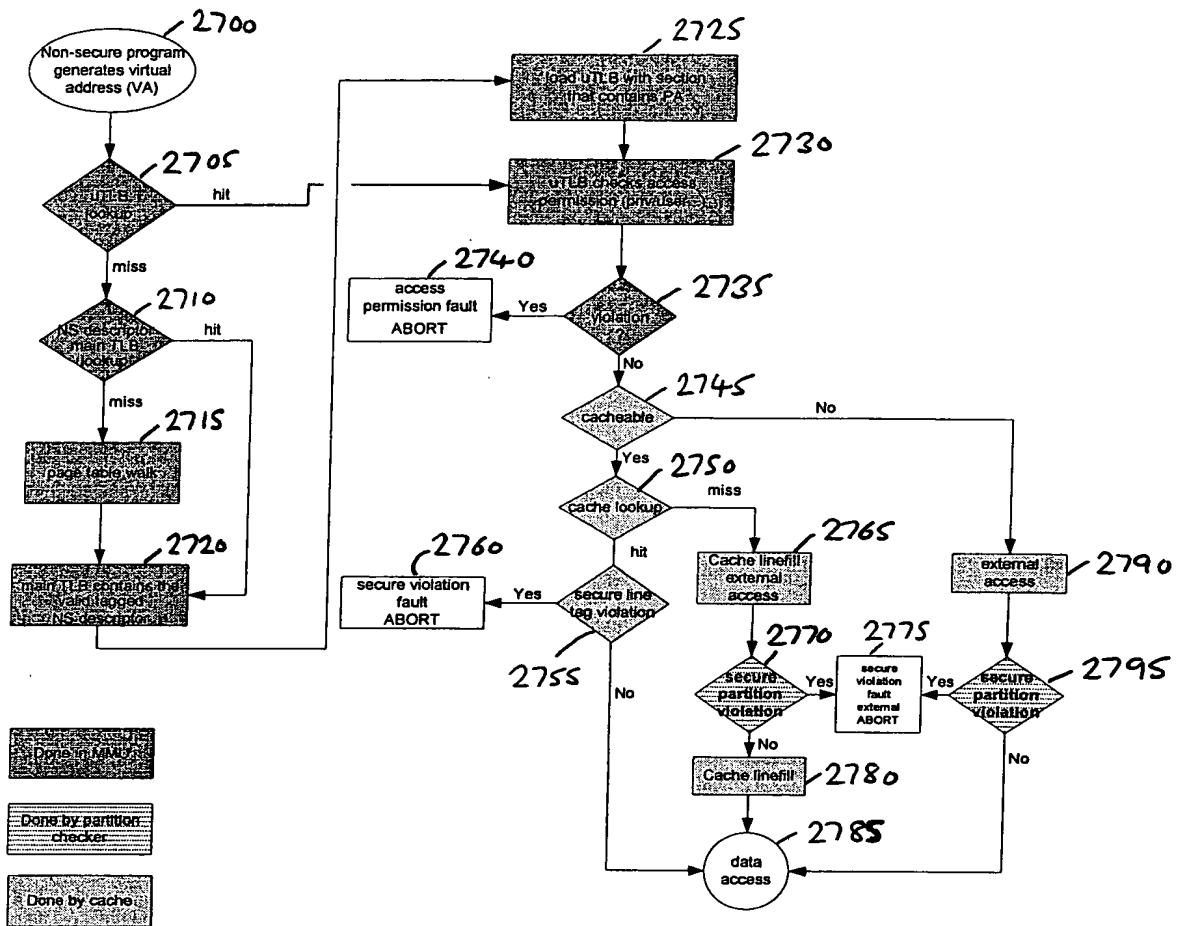 2700
Non-secure program
generates virtual
address (VA)
2705
uTLB
lookup
hit
miss
2710
NS descriptor
main TLB
lookup
hit
miss
2715
page table walk
2720
main TLB contains the
valid tagged
NS descriptor
2725
load uTLB with section
that contains PA
2730
uTLB checks access
permission (priv/user
2735
violation
?
Yes
2740
access
permission fault
ABORT
No
2745
cacheable
No
Yes
2750
cache lookup
miss
hit
2755
secure line
tag violation
Yes
2760
secure violation
fault
ABORT
No
2765
Cache linefill
external
access
2770
secure
partition
violation
Yes
2775
secure
violation
fault
external
ABORT
No
2780
Cache linefill
2785
data
access
2790
external
access
2795
secure
partition
violation
Yes
No
Done in MMU
Done by partition
checker
Done by cache